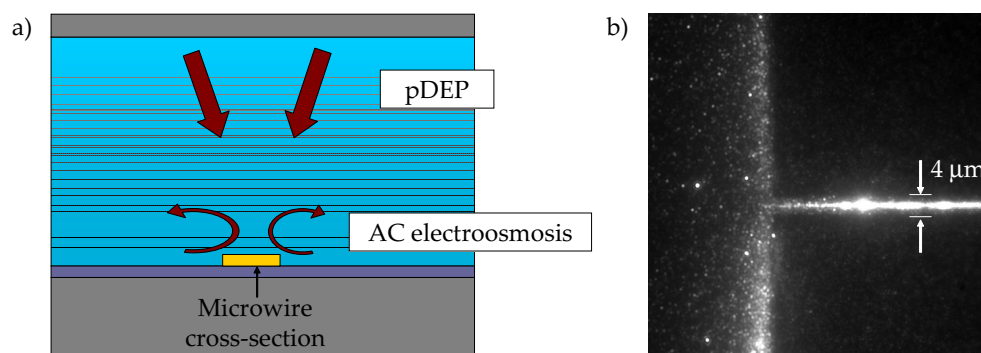 a)
pDEP
AC electroosmosis
Microwire
cross-section
b)
4 μm